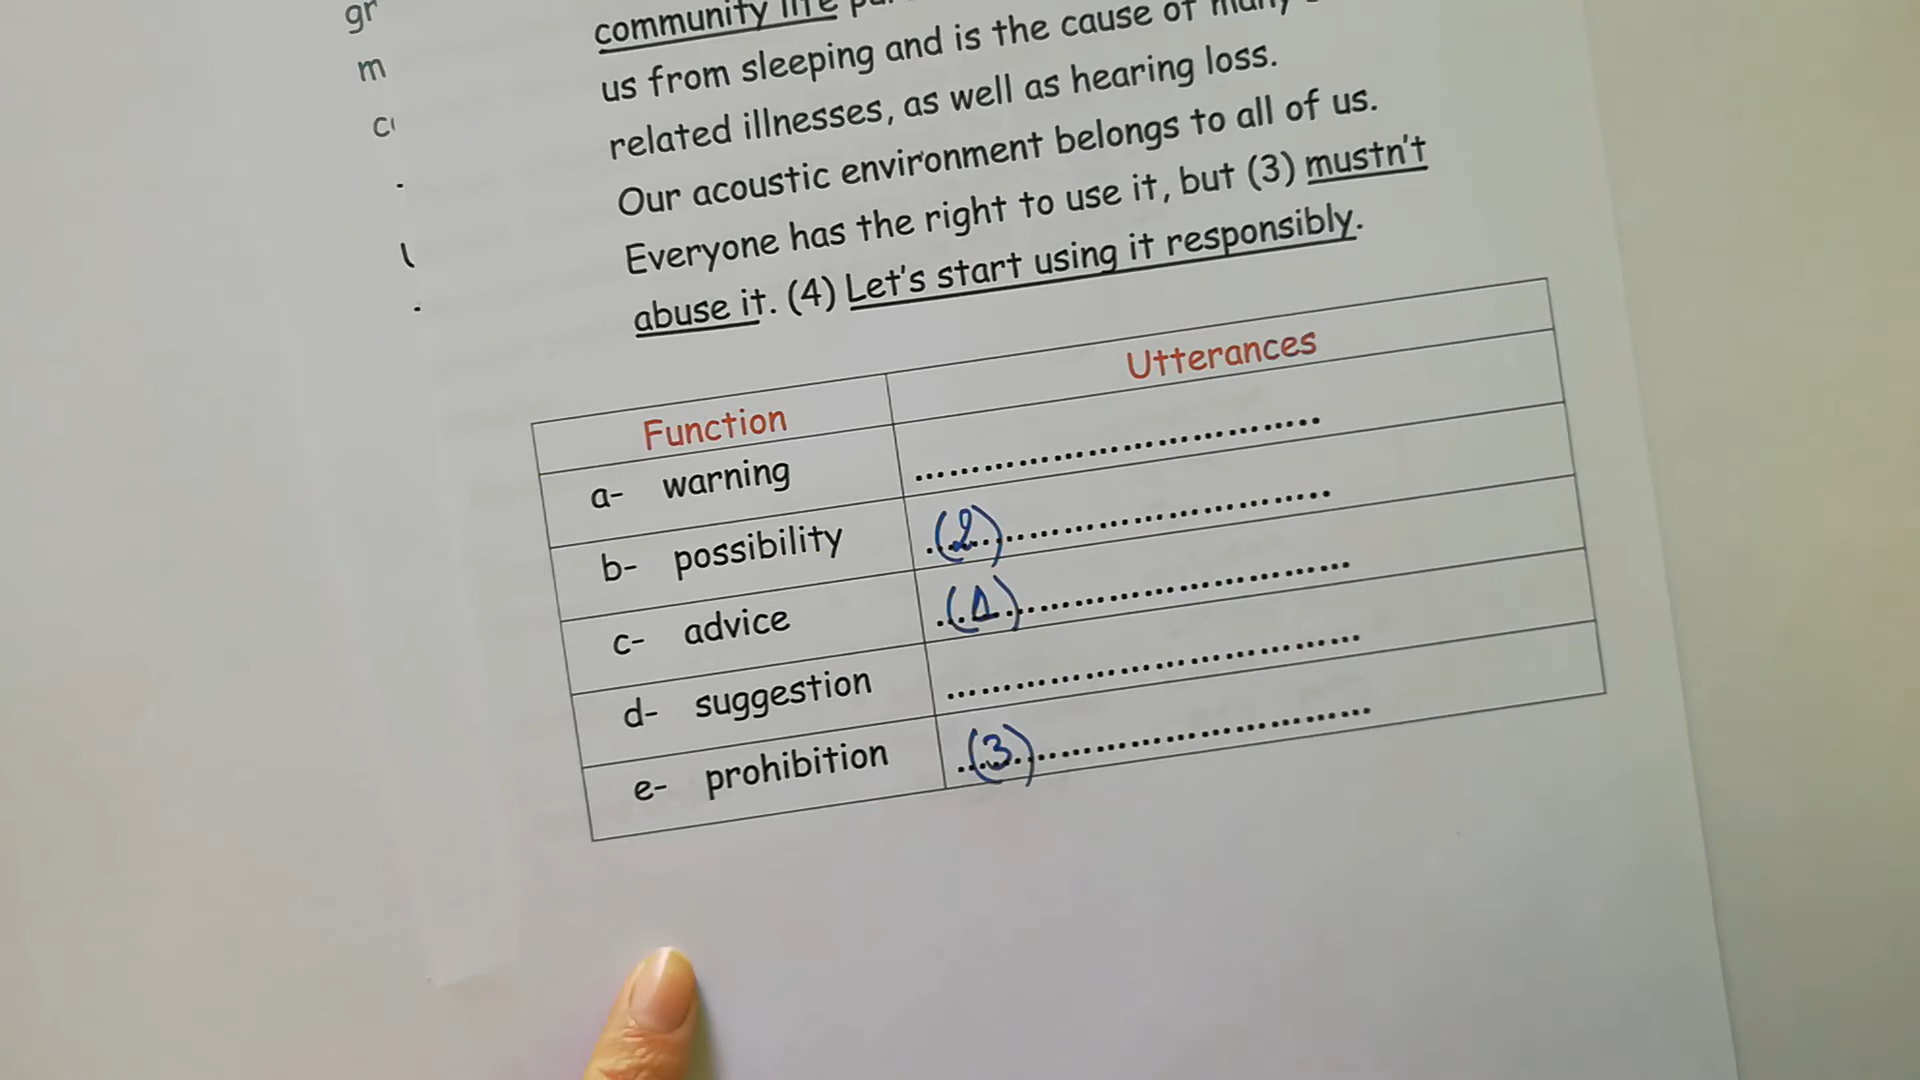 gr
m
community life
us from sleeping and is the cause of many
related illnesses, as well as hearing loss.
Our acoustic environment belongs to all of us.
Everyone has the right to use it, but (3) mustn't
abuse it. (4) Let's start using it responsibly.
Function Utterances
a- warning ........................................
b- possibility (2) ........................................
c- advice (1) ........................................
d- suggestion ........................................
e- prohibition (3) ........................................